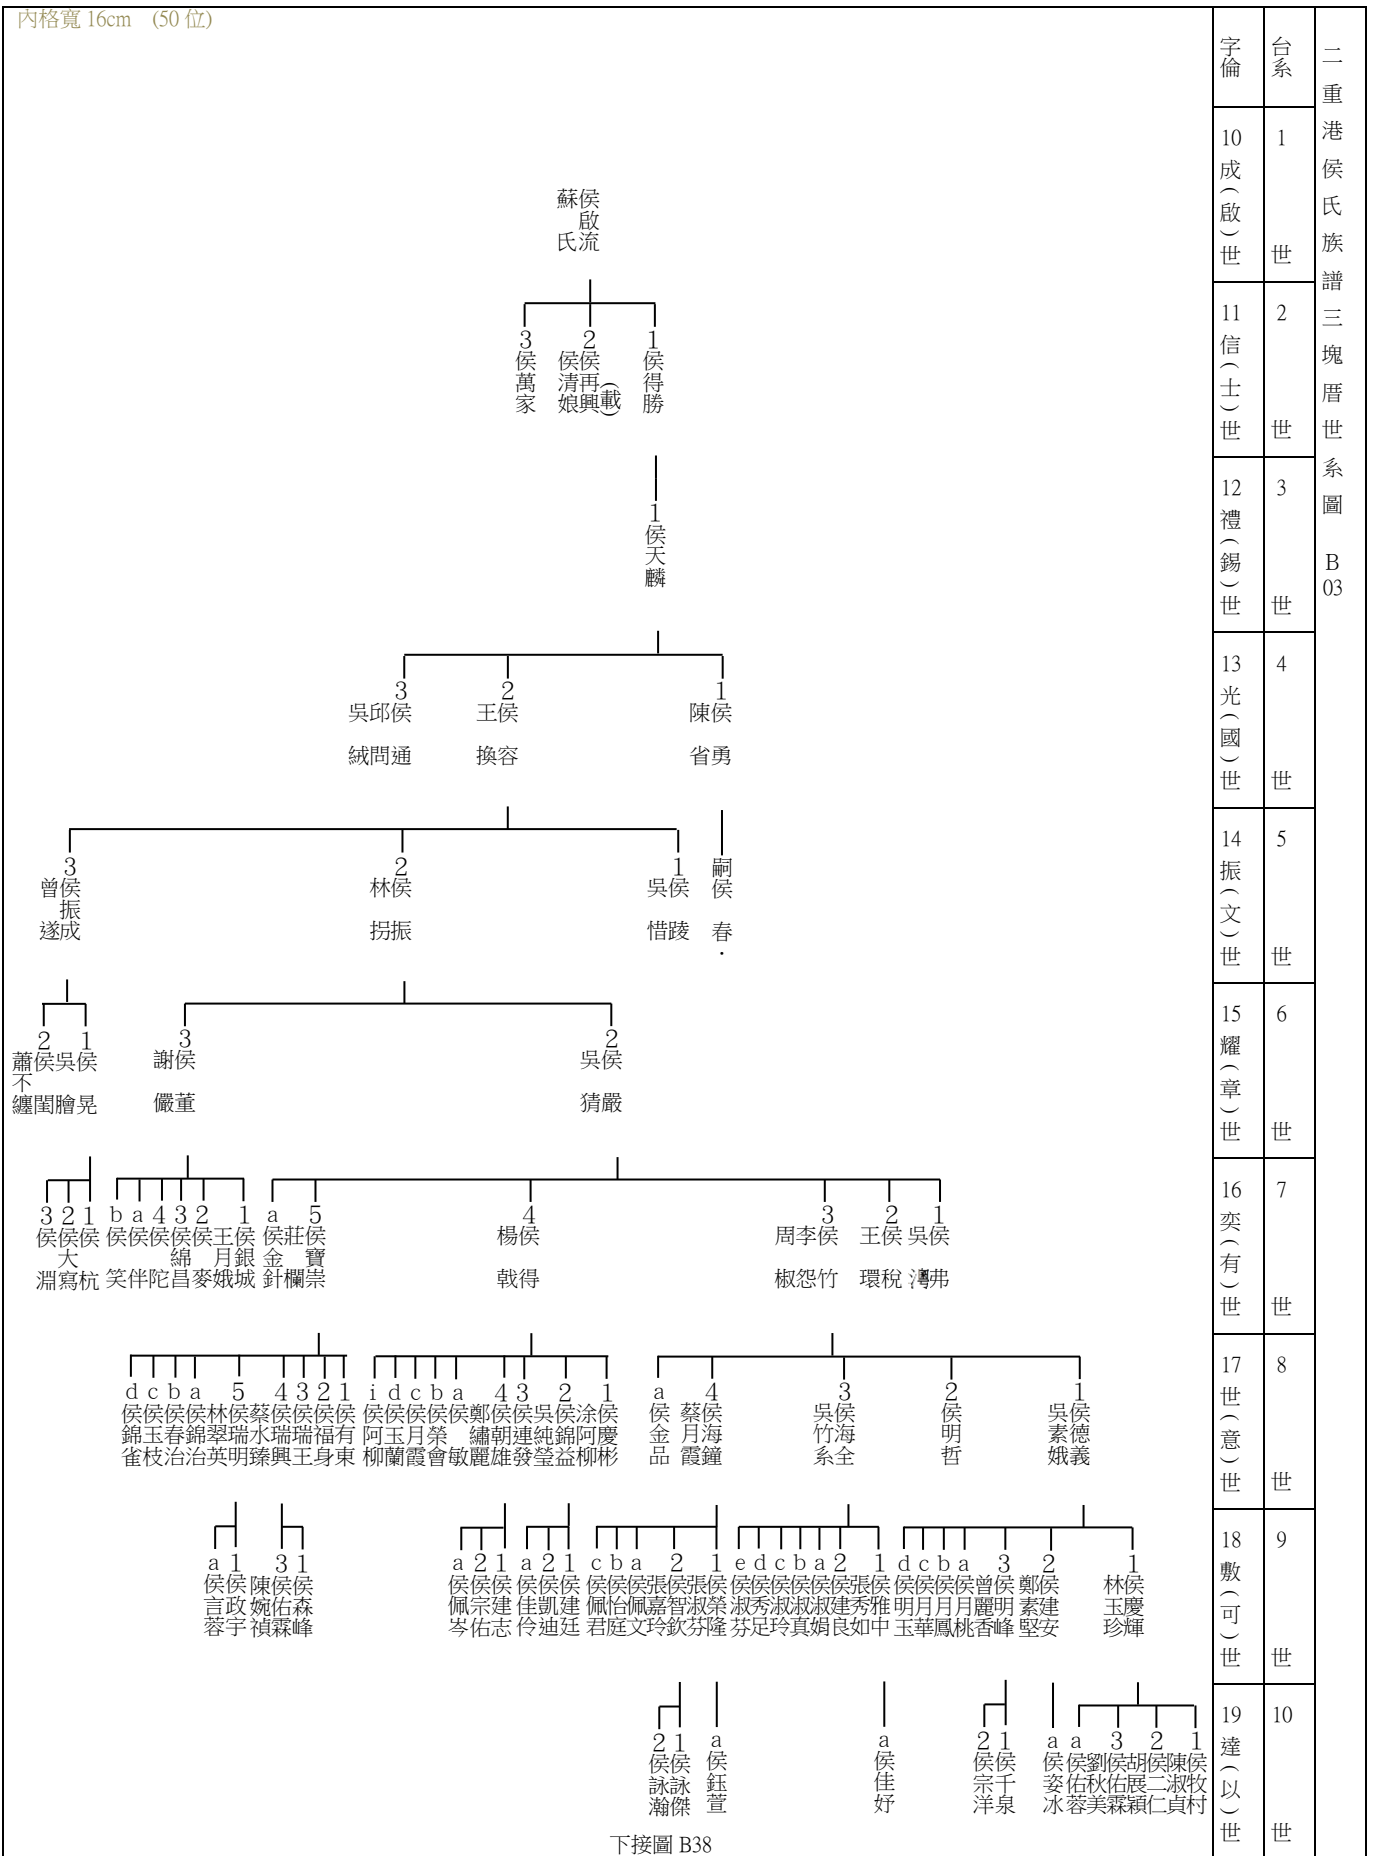 內格寬 16cm (50 位)
二重港侯氏族譜三塊厝世系圖 B03
台系
字倫
1 世
10 成(啟)世
侯啟流
蘇 氏
2 世
11 信(士)世
1 侯得勝
2 侯再興(載)
侯清娘
3 侯萬家
3 世
12 禮(錫)世
1 侯天麟
4 世
13 光(國)世
1 侯 勇
陳 省
2 侯 容
王 換
3 侯 通
邱 問
吳 絨
5 世
14 振(文)世
嗣侯 春.
1 侯 踜
吳 惜
2 侯 振
林 拐
3 侯振成
曾 遂
6 世
15 耀(章)世
2 侯 嚴
吳 猜
3 侯 董
謝 儼
1 侯 晃
吳 膾
2 侯 閨
蕭不纏
7 世
16 奕(有)世
1 侯 弗
吳
2 侯 稅
王 環
3 侯 竹
李 怨
周 椒
4 侯 得
楊 戟
5 侯寶崇
莊 欄
a 侯金針
1 侯銀城
王月娥
2 侯 麥
3 侯綿昌
4 侯 陀
a 侯 伴
b 侯 笑
1 侯 杭
2 侯大寫
3 侯 淵
8 世
17 世(意)世
1 侯德義
吳素娥
2 侯明哲
3 侯海全
吳竹系
4 侯海鐘
蔡月霞
a 侯金品
1 侯慶彬
涂阿柳
2 侯錦益
吳純瑩
3 侯連發
4 侯朝雄
鄭繡麗
a 侯 敏
b 侯榮會
c 侯月霞
d 侯玉蘭
i 侯阿柳
1 侯有東
2 侯福身
3 侯瑞王
4 侯瑞興
蔡水臻
5 侯瑞明
林翠英
a 侯錦治
b 侯春治
c 侯玉枝
d 侯錦雀
9 世
18 敷(可)世
1 侯慶輝
林玉珍
2 侯建安
鄭素堅
3 侯明峰
曾麗香
a 侯月桃
b 侯月鳳
c 侯月華
d 侯明玉
1 侯雅中
張秀如
2 侯建良
a 侯淑娟
b 侯淑真
c 侯淑玲
d 侯秀足
e 侯淑芬
1 侯榮隆
張淑芬
2 侯智欽
張嘉玲
a 侯佩文
b 侯怡庭
c 侯佩君
1 侯建廷
2 侯凱迪
a 侯佳伶
1 侯建志
2 侯宗佑
a 侯佩岑
1 侯森峰
3 侯佑霖
陳婉禎
1 侯政宇
a 侯言蓉
10 世
19 達(以)世
1 侯牧村
陳淑貞
2 侯二仁
胡展穎
3 侯佑霖
劉秋美
a 侯佑蓉
a 侯姿冰
1 侯千泉
2 侯宗洋
a 侯佳妤
a 侯鈺萱
1 侯詠傑
2 侯詠瀚
下接圖 B38